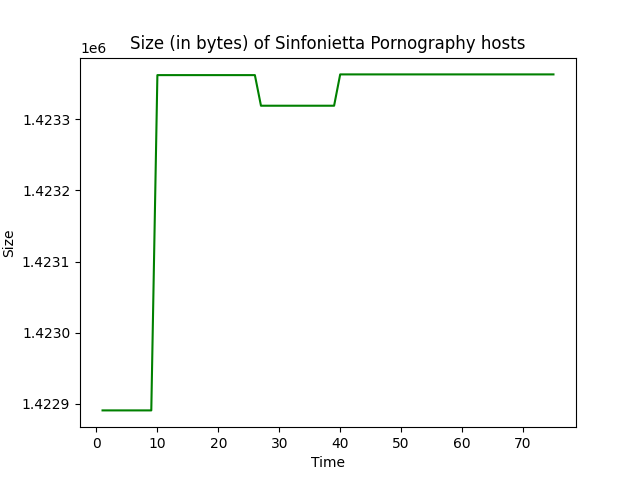 Size (in bytes) of Sinfonietta Pornography hosts
1e6
1.4233
1.4232
1.4231
1.4230
1.4229
Size
0 10 20 30 40 50 60 70
Time